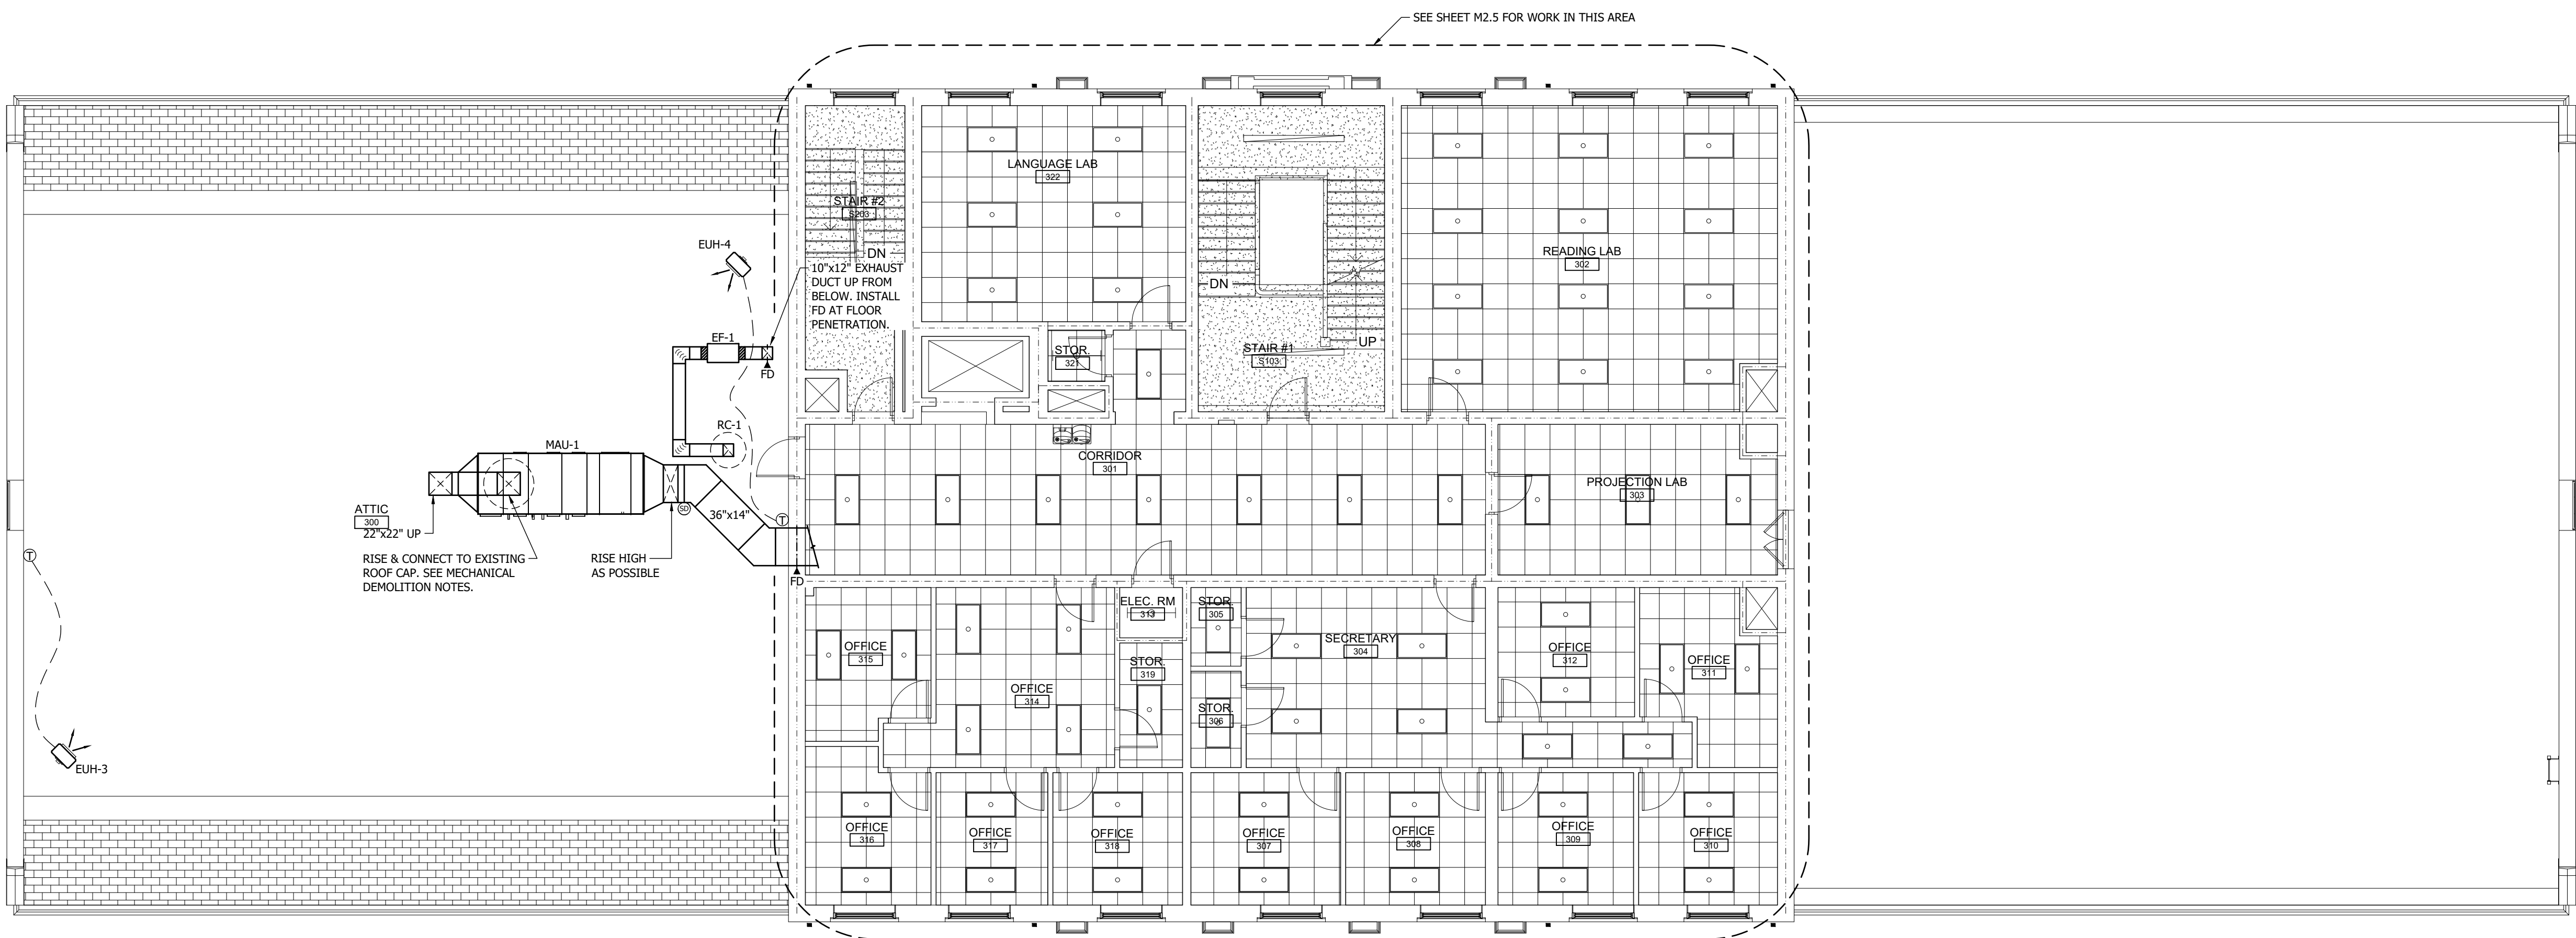 SEE SHEET M2.5 FOR WORK IN THIS AREA
LANGUAGE LAB
322
STAIR #2
S203
DN
10"x12" EXHAUST
DUCT UP FROM
BELOW. INSTALL
FD AT FLOOR
PENETRATION.
EUH-4
EF-1
FD
RC-1
MAU-1
ATTIC
300
22"x22" UP
RISE & CONNECT TO EXISTING
ROOF CAP. SEE MECHANICAL
DEMOLITION NOTES.
RISE HIGH
AS POSSIBLE
SD
36"x14"
T
FD
T
EUH-3
STOR.
321
DN
STAIR #1
S103
UP
READING LAB
302
CORRIDOR
301
PROJECTION LAB
303
ELEC. RM
313
STOR.
305
SECRETARY
304
OFFICE
315
OFFICE
314
STOR.
319
STOR.
306
OFFICE
312
OFFICE
311
OFFICE
316
OFFICE
317
OFFICE
318
OFFICE
307
OFFICE
308
OFFICE
309
OFFICE
310